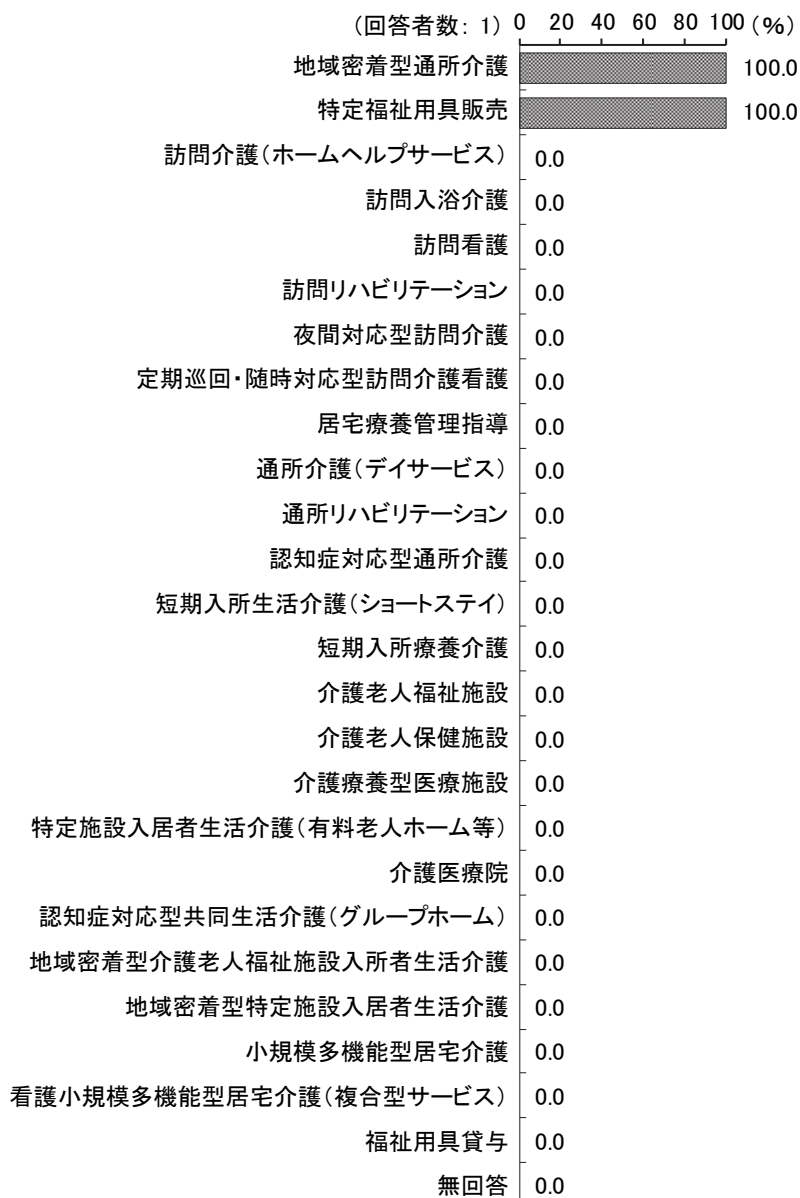 (回答者数: 1) 0 20 40 60 80 100 (%)
地域密着型通所介護 100.0
特定福祉用具販売 100.0
訪問介護(ホームヘルプサービス) 0.0
訪問入浴介護 0.0
訪問看護 0.0
訪問リハビリテーション 0.0
夜間対応型訪問介護 0.0
定期巡回・随時対応型訪問介護看護 0.0
居宅療養管理指導 0.0
通所介護(デイサービス) 0.0
通所リハビリテーション 0.0
認知症対応型通所介護 0.0
短期入所生活介護(ショートステイ) 0.0
短期入所療養介護 0.0
介護老人福祉施設 0.0
介護老人保健施設 0.0
介護療養型医療施設 0.0
特定施設入居者生活介護(有料老人ホーム等) 0.0
介護医療院 0.0
認知症対応型共同生活介護(グループホーム) 0.0
地域密着型介護老人福祉施設入所者生活介護 0.0
地域密着型特定施設入居者生活介護 0.0
小規模多機能型居宅介護 0.0
看護小規模多機能型居宅介護(複合型サービス) 0.0
福祉用具貸与 0.0
無回答 0.0